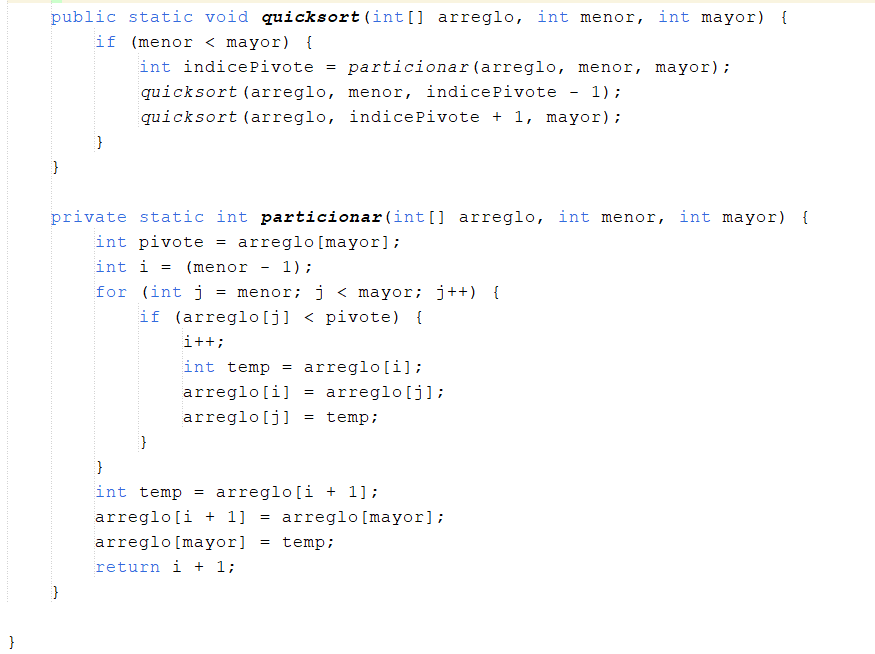 public static void quicksort(int[] arreglo, int menor, int mayor) {
if (menor < mayor) {
int indicePivote = particionar(arreglo, menor, mayor);
quicksort(arreglo, menor, indicePivote - 1);
quicksort(arreglo, indicePivote + 1, mayor);
}
}
private static int particionar(int[] arreglo, int menor, int mayor) {
int pivote = arreglo[mayor];
int i = (menor - 1);
for (int j = menor; j < mayor; j++) {
if (arreglo[j] < pivote) {
i++;
int temp = arreglo[i];
arreglo[i] = arreglo[j];
arreglo[j] = temp;
}
}
int temp = arreglo[i + 1];
arreglo[i + 1] = arreglo[mayor];
arreglo[mayor] = temp;
return i + 1;
}
}